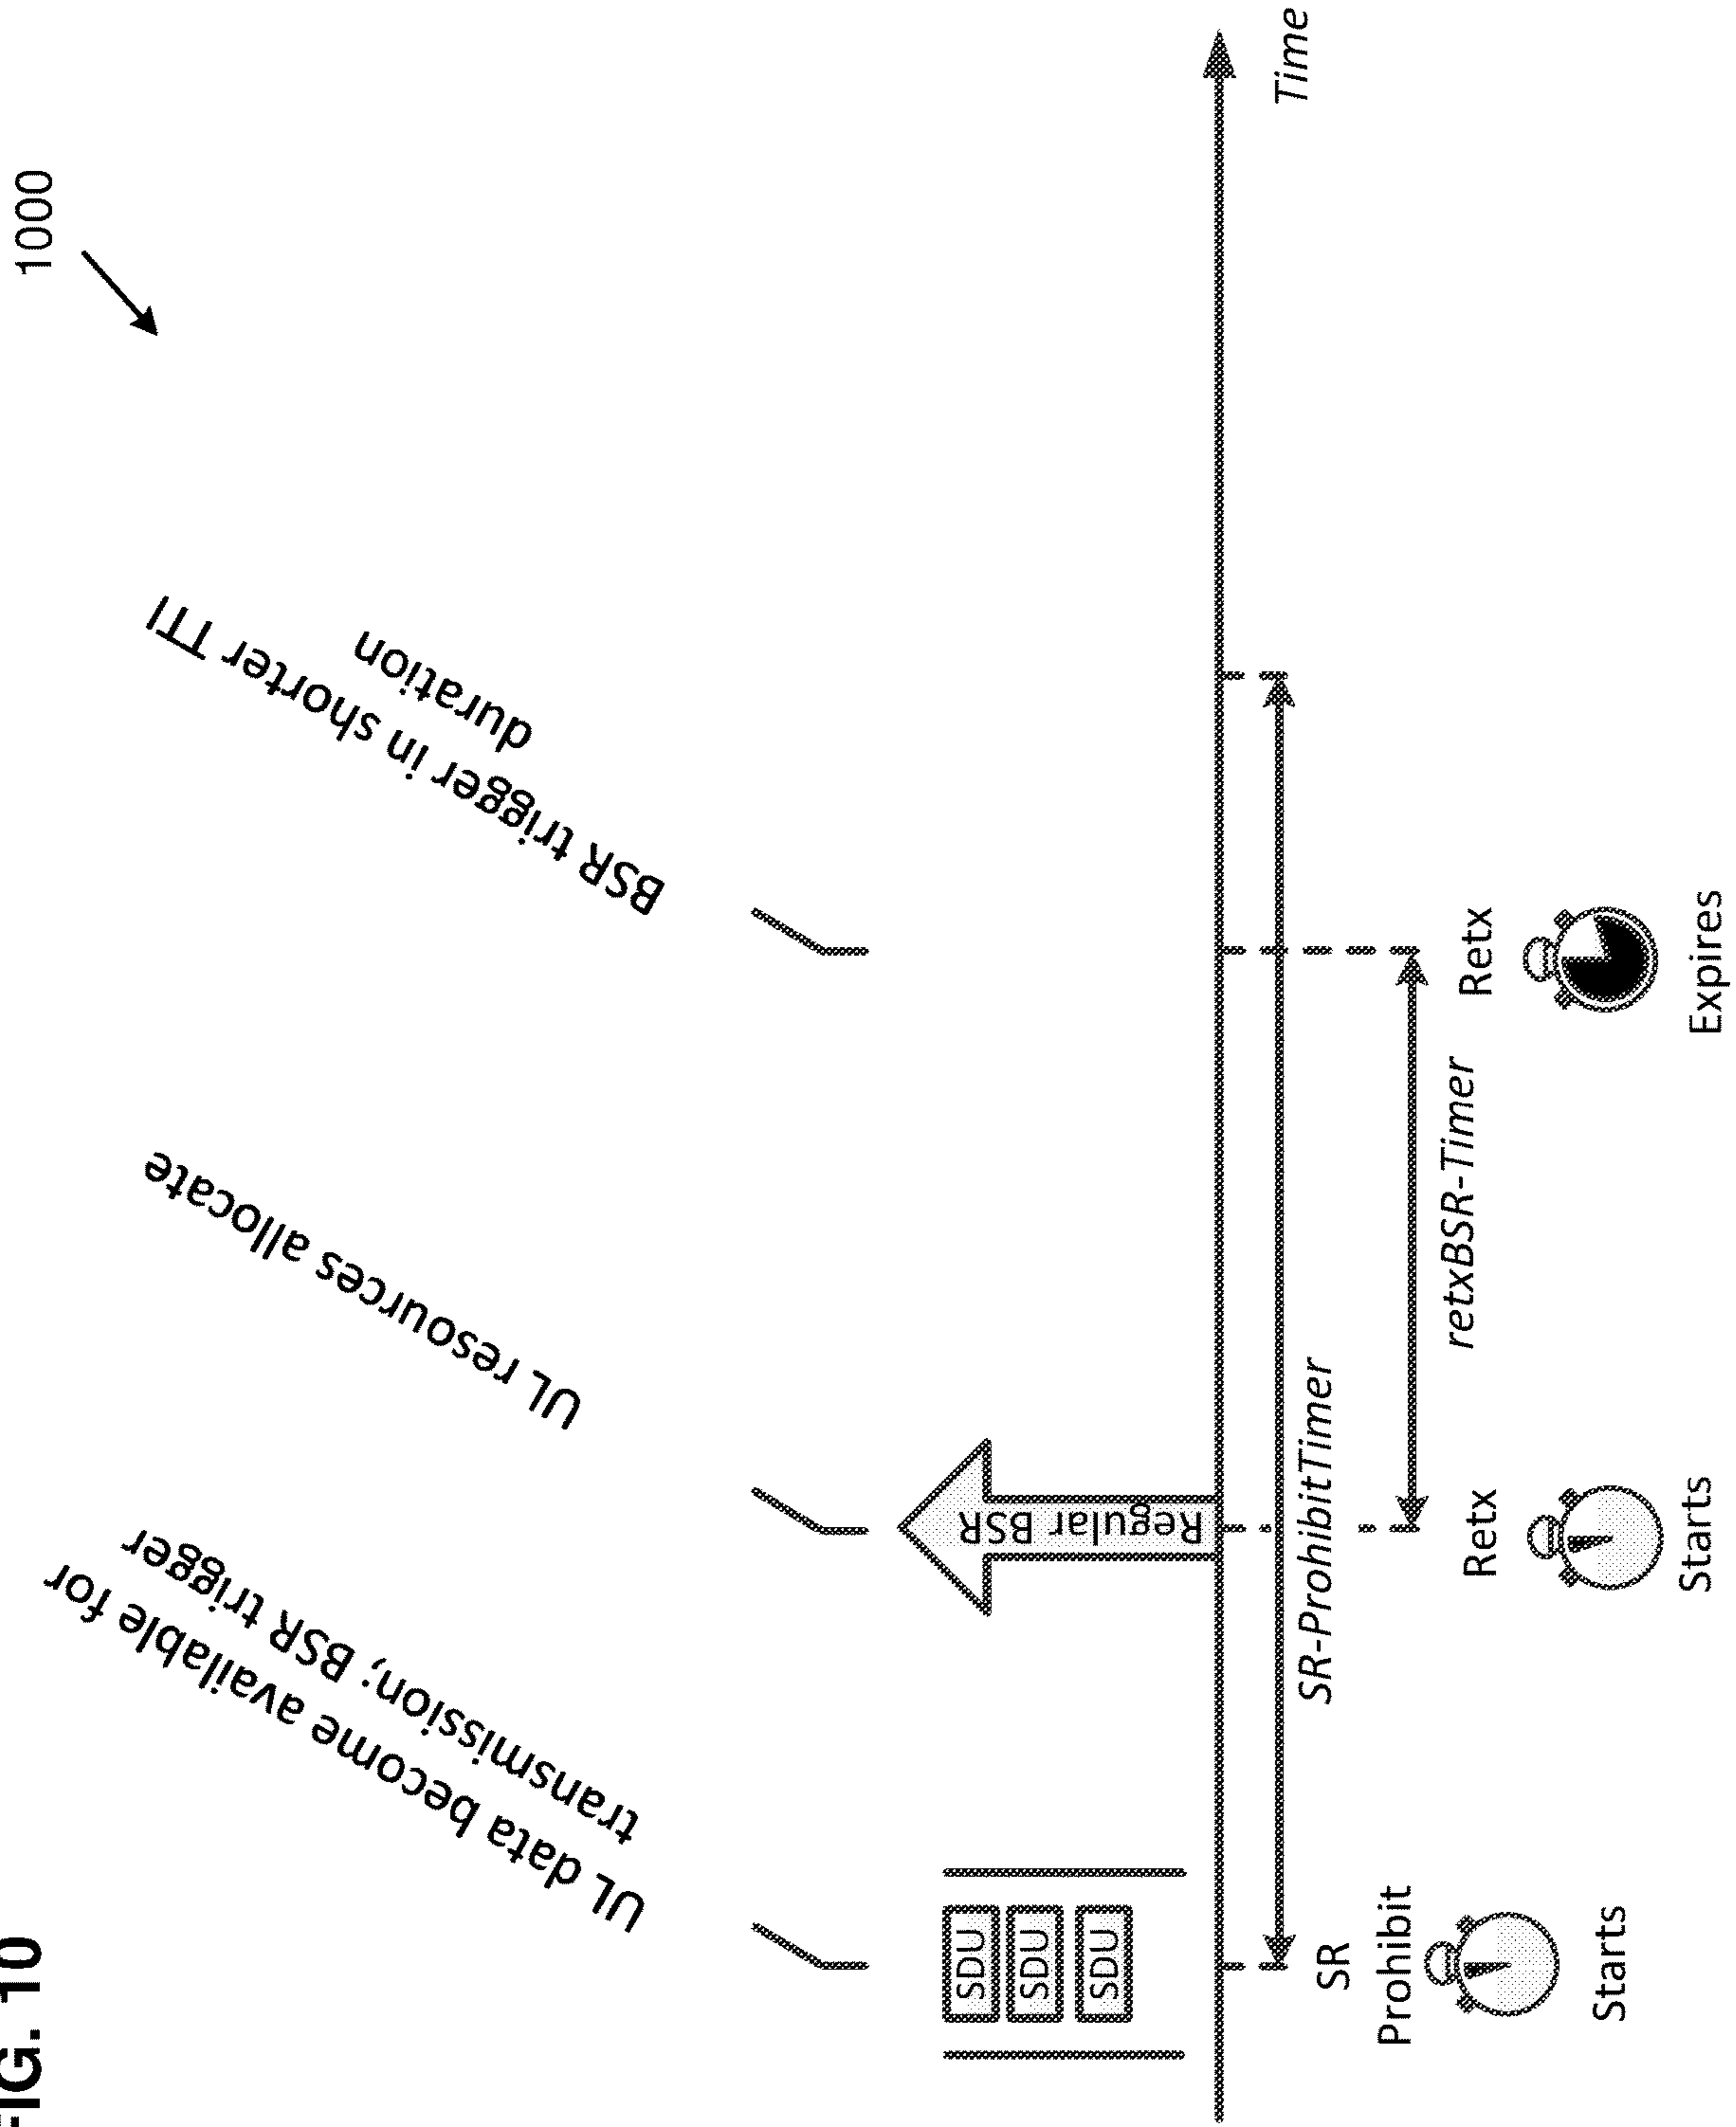 FIG. 10
1000
UL data become available for
transmission; BSR trigger
UL resources allocate
BSR trigger in shorter TTI
duration
SDU
SDU
SDU
Regular BSR
Time
SR-ProhibitTimer
retxBSR-Timer
SR
Prohibit
Starts
Retx
Starts
Retx
Expires